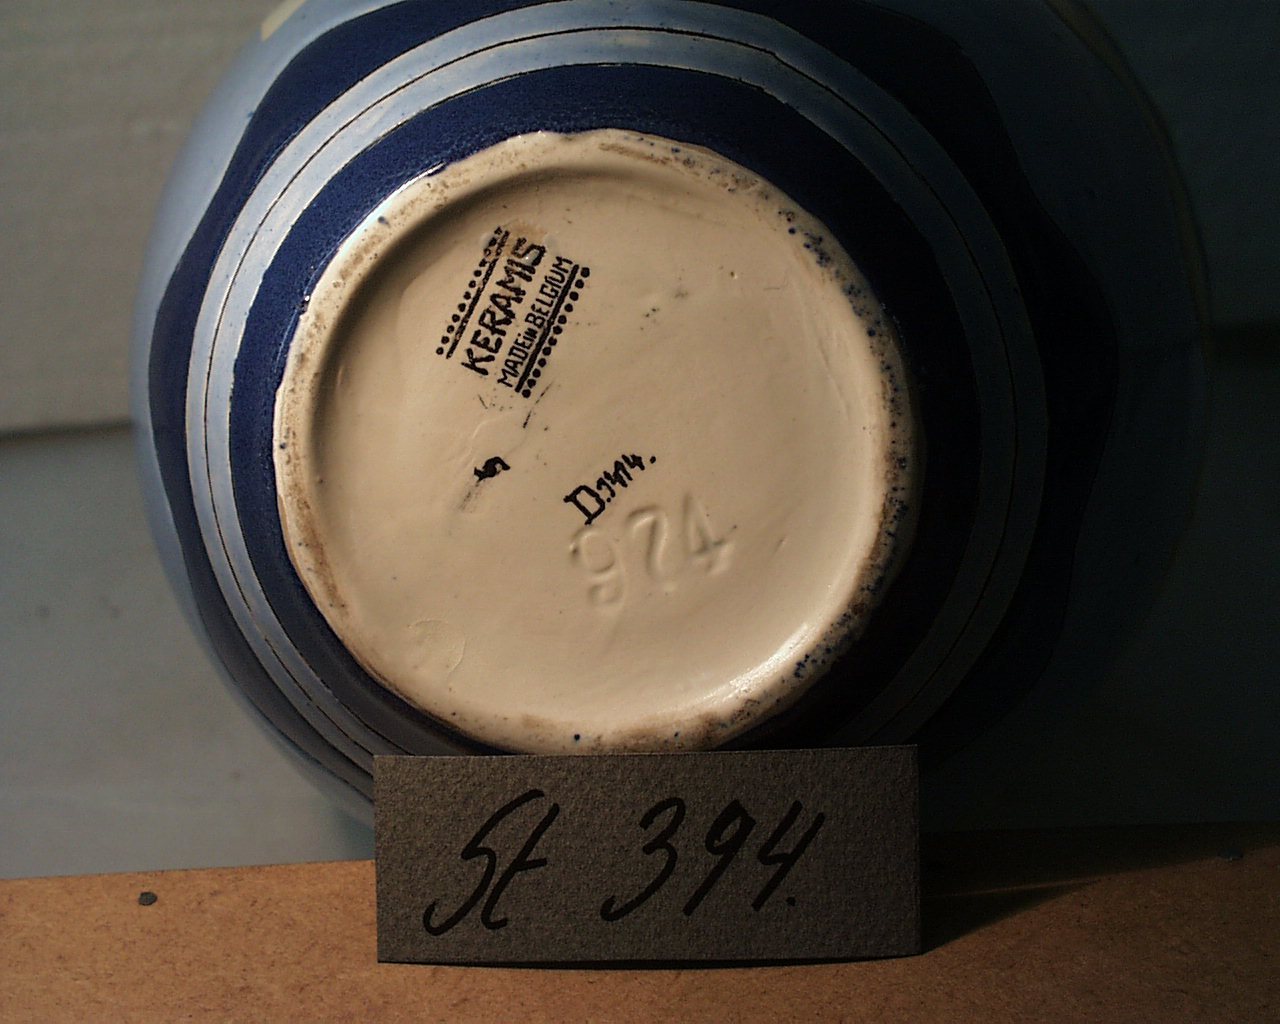 KERAMIS
MADE in BELGIUM
D.1414.
974
St 394.